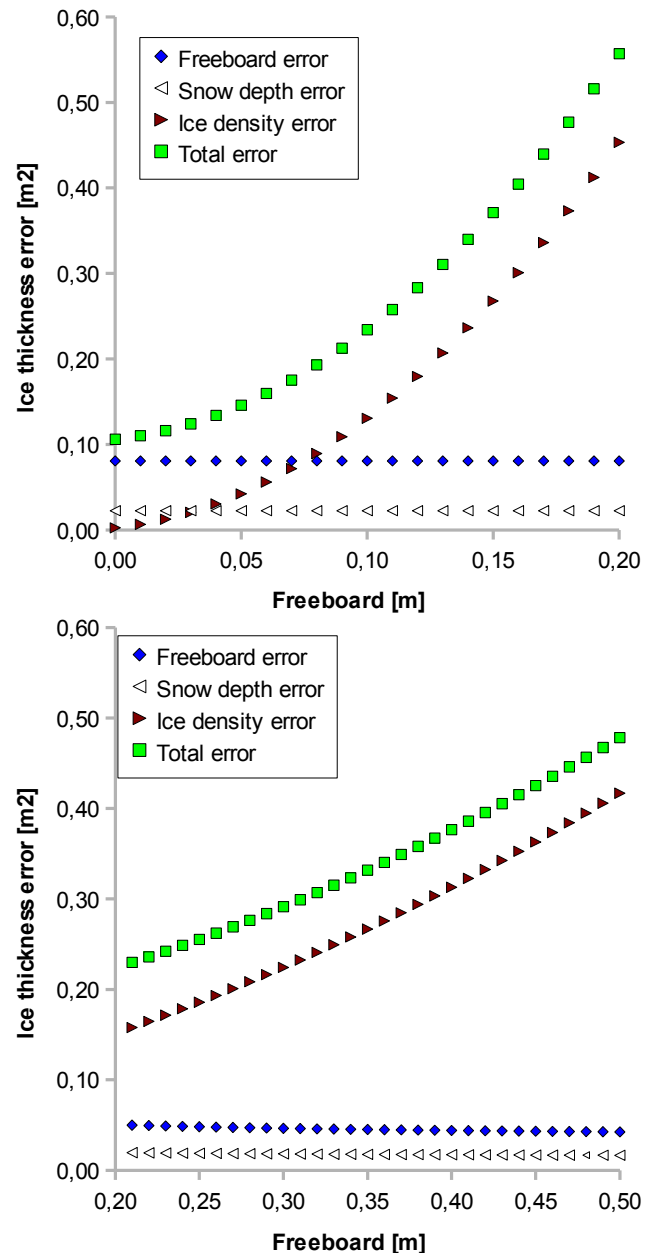 0,60
Freeboard error
Snow depth error
Ice density error
Total error
0,50
0,40
0,30
0,20
0,10
0,00
Ice thickness error [m2]
0,00 0,05 0,10 0,15 0,20
Freeboard [m]
0,60
Freeboard error
Snow depth error
Ice density error
Total error
0,50
0,40
0,30
0,20
0,10
0,00
Ice thickness error [m2]
0,20 0,25 0,30 0,35 0,40 0,45 0,50
Freeboard [m]